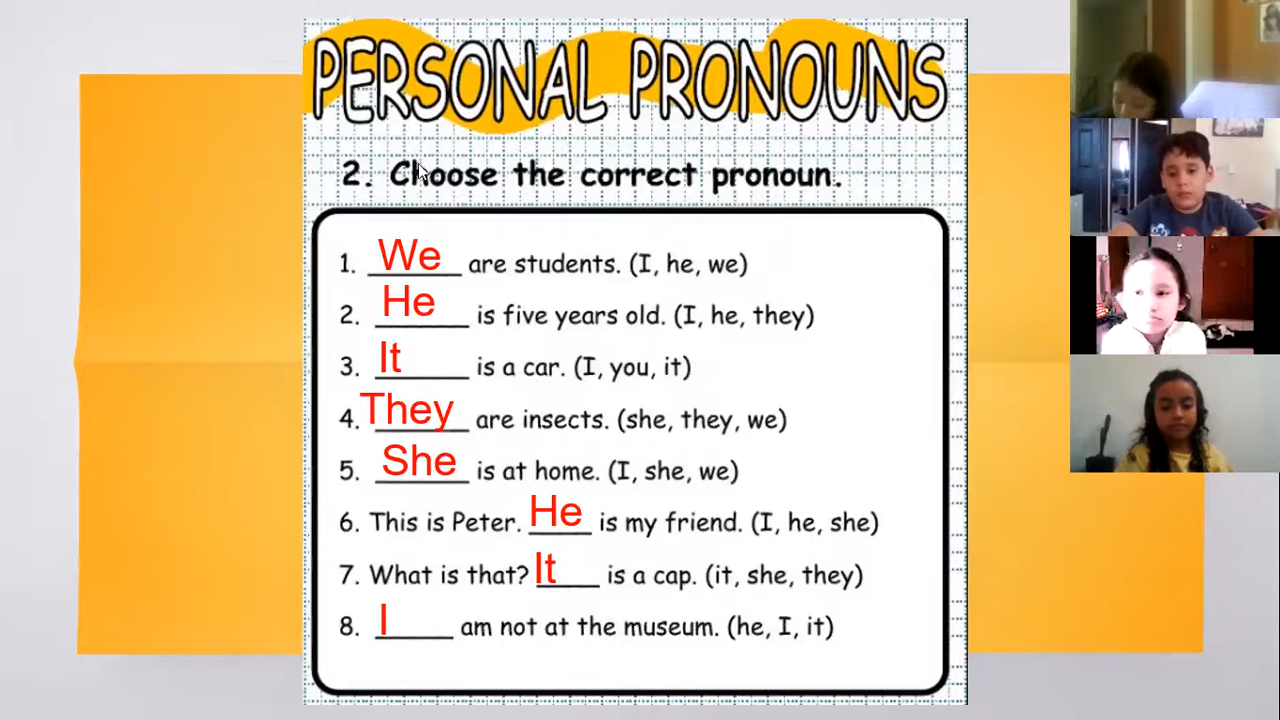 PERSONAL PRONOUNS
2. Choose the correct pronoun.
1. We are students. (I, he, we)
2. He is five years old. (I, he, they)
3. It is a car. (I, you, it)
4. They are insects. (she, they, we)
5. She is at home. (I, she, we)
6. This is Peter. He is my friend. (I, he, she)
7. What is that? It is a cap. (it, she, they)
8. I am not at the museum. (he, I, it)